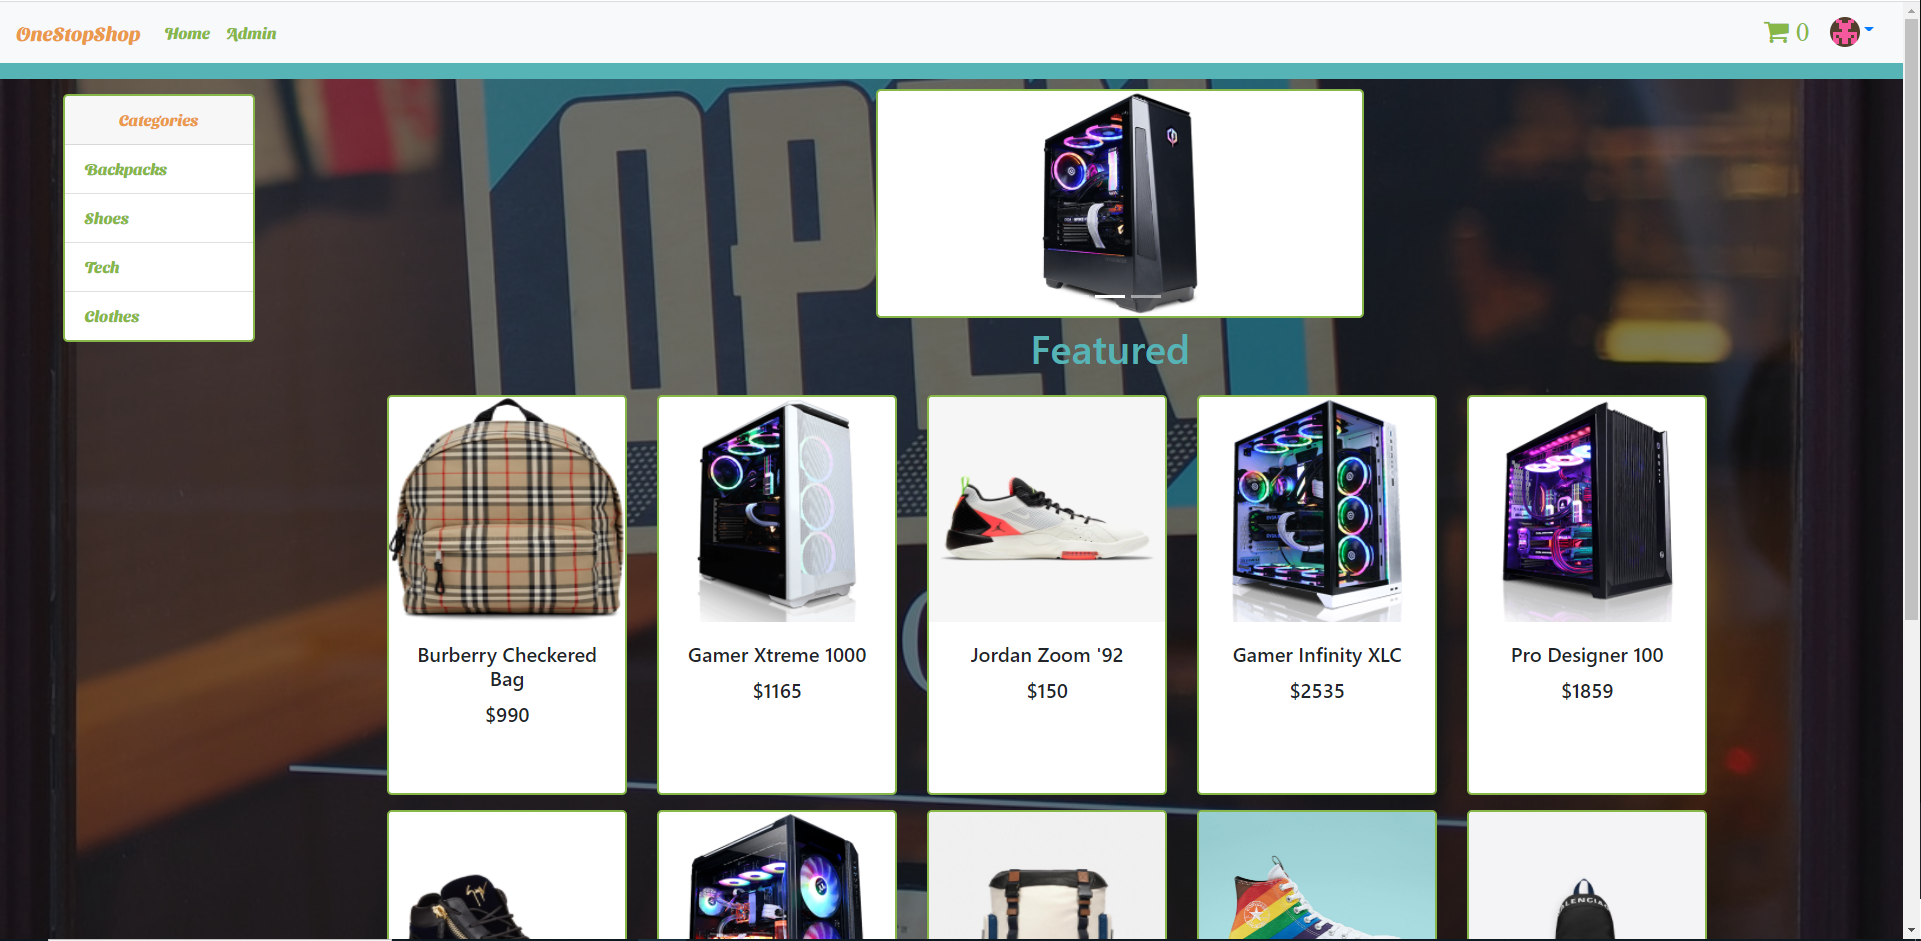 OneStopShop Home Admin 0
Categories
Backpacks
Shoes
Tech
Clothes
OPEN
Featured
Burberry Checkered
Bag
$990
Gamer Xtreme 1000
$1165
Jordan Zoom '92
$150
Gamer Infinity XLC
$2535
Pro Designer 100
$1859